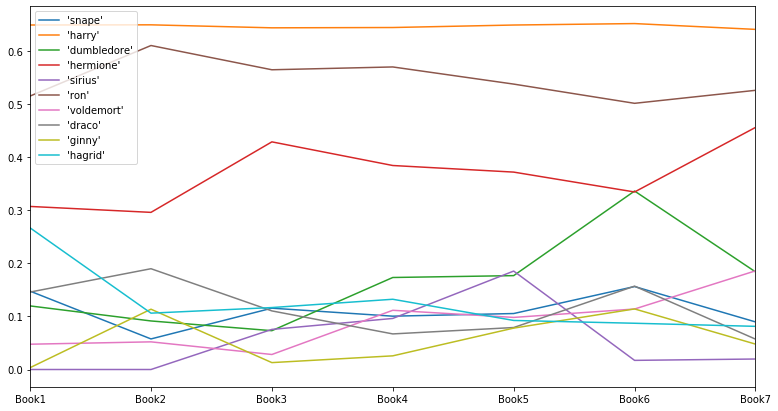 'snape'
'harry'
'dumbledore'
'hermione'
'sirius'
'ron'
'voldemort'
'draco'
'ginny'
'hagrid'
0.6
0.5
0.4
0.3
0.2
0.1
0.0
Book1 Book2 Book3 Book4 Book5 Book6 Book7